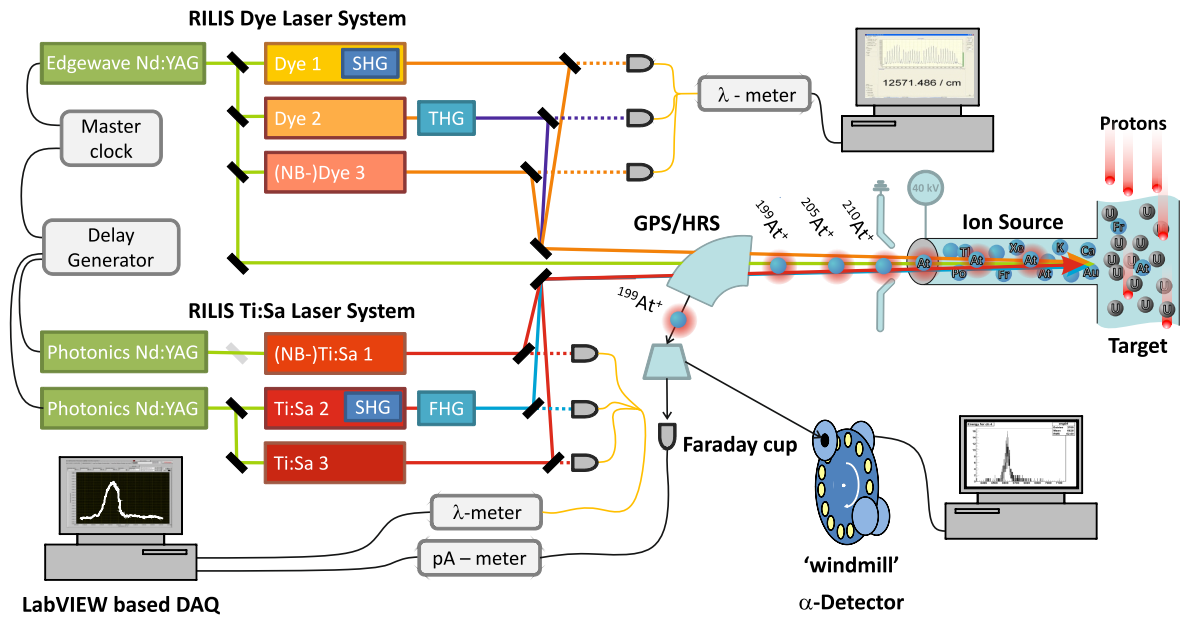 RILIS Dye Laser System
Edgewave Nd:YAG
Dye 1
SHG
Dye 2
THG
(NB-)Dye 3
Master
clock
Delay
Generator
λ - meter
12571.486 / cm
Protons
40 kV
GPS/HRS
¹⁹⁹At⁺
²⁰⁵At⁺
²¹⁰At⁺
Ion Source
At
Tl
Po
At
Xe
Fr
At
At
K
Ca
Au
U
Fr
U
U
U
U
U
U
At
U
U
U
U
U
Target
¹⁹⁹At⁺
RILIS Ti:Sa Laser System
Photonics Nd:YAG
(NB-)Ti:Sa 1
Photonics Nd:YAG
Ti:Sa 2
SHG
FHG
Ti:Sa 3
Faraday cup
λ-meter
pA – meter
LabVIEW based DAQ
‘windmill’
α-Detector